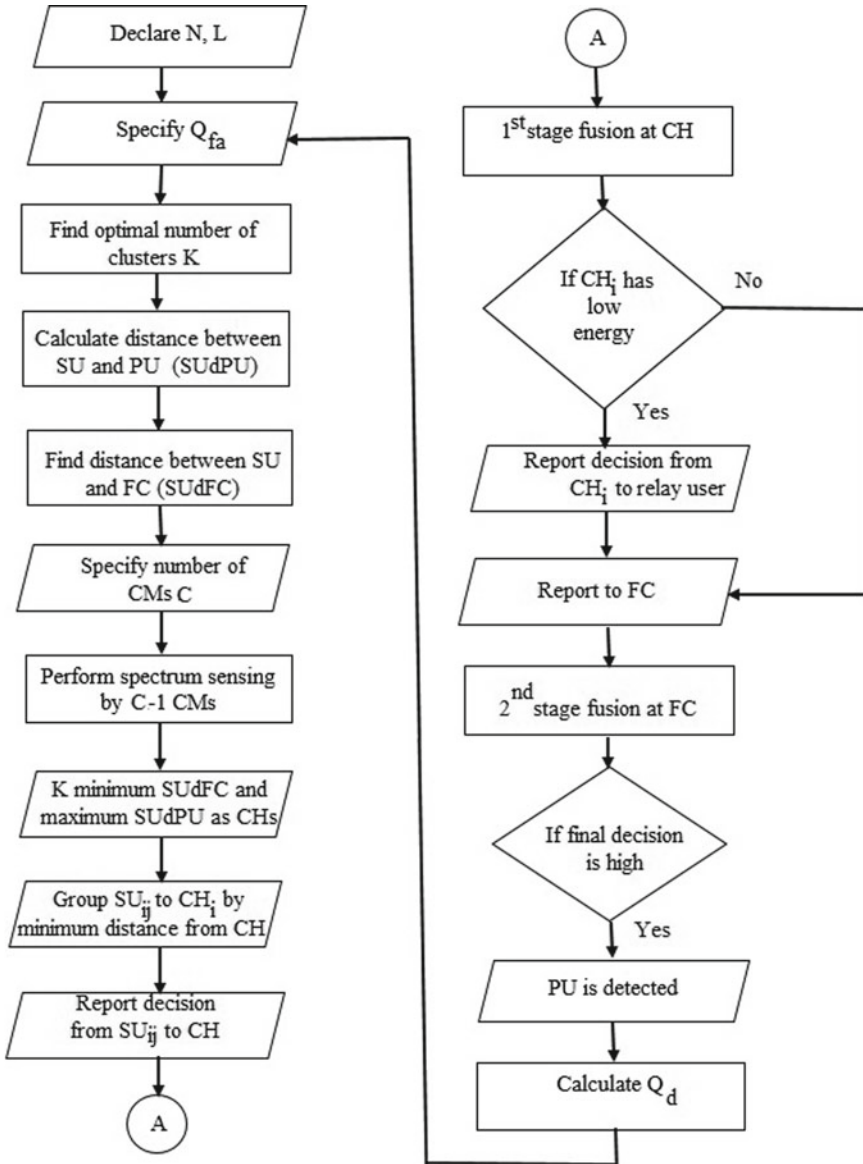 Declare N, L
Specify Q_fa
Find optimal number of
clusters K
Calculate distance between
SU and PU (SUdPU)
Find distance between SU
and FC (SUdFC)
Specify number of
CMs C
Perform spectrum sensing
by C-1 CMs
K minimum SUdFC and
maximum SUdPU as CHs
Group SU_ij to CH_i by
minimum distance from CH
Report decision
from SU_ij to CH
A
A
1st stage fusion at CH
If CH_i has
low
energy
No
Yes
Report decision from
CH_i to relay user
Report to FC
2nd stage fusion at FC
If final decision
is high
Yes
PU is detected
Calculate Q_d